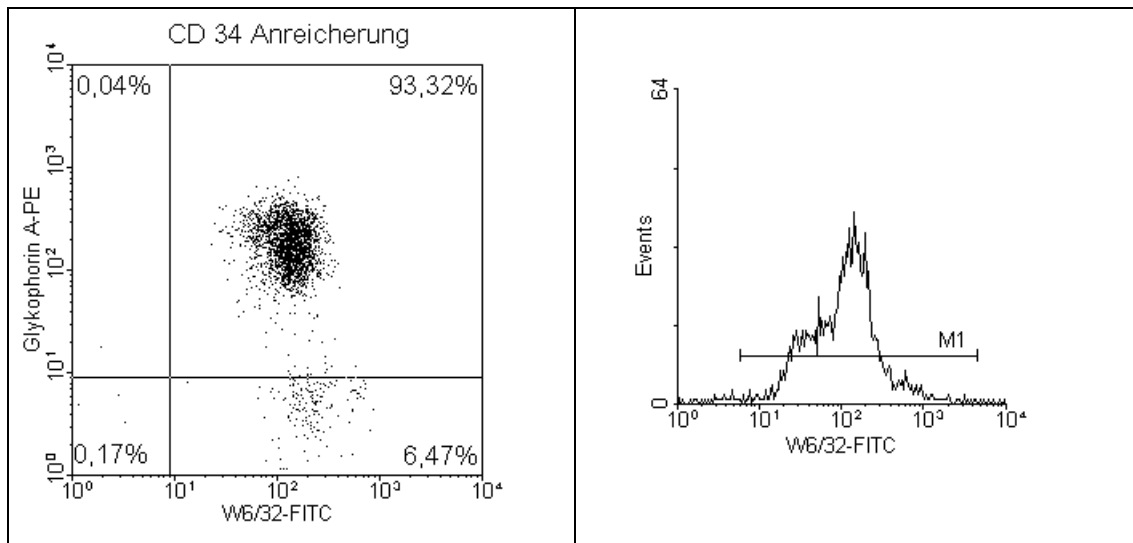 CD 34 Anreicherung
10⁴
10³
10²
10¹
10⁰
Glykophorin A-PE
0,04%
93,32%
0,17%
6,47%
10⁰ 10¹ 10² 10³ 10⁴
W6/32-FITC
64
0
Events
M1
10⁰ 10¹ 10² 10³ 10⁴
W6/32-FITC